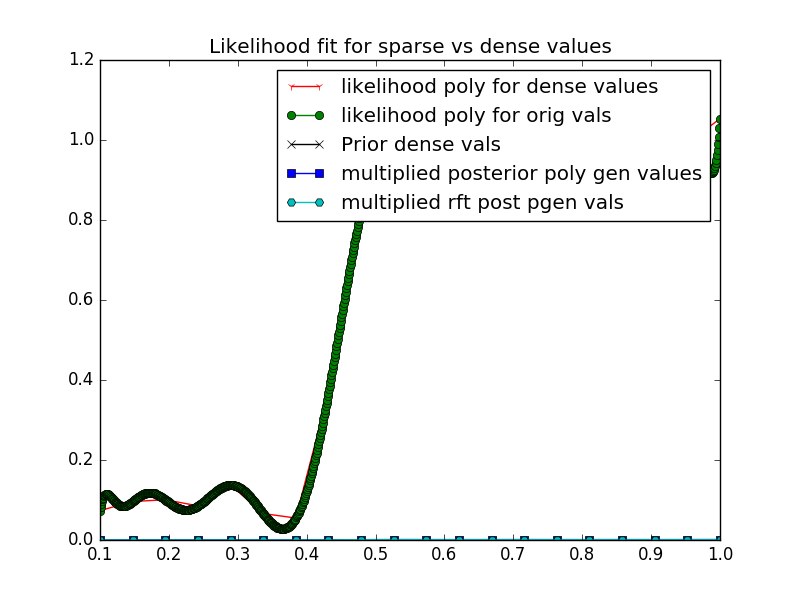 Likelihood fit for sparse vs dense values
1.2
1.0
0.8
0.6
0.4
0.2
0.0
likelihood poly for dense values
likelihood poly for orig vals
Prior dense vals
multiplied posterior poly gen values
multiplied rft post pgen vals
0.1 0.2 0.3 0.4 0.5 0.6 0.7 0.8 0.9 1.0